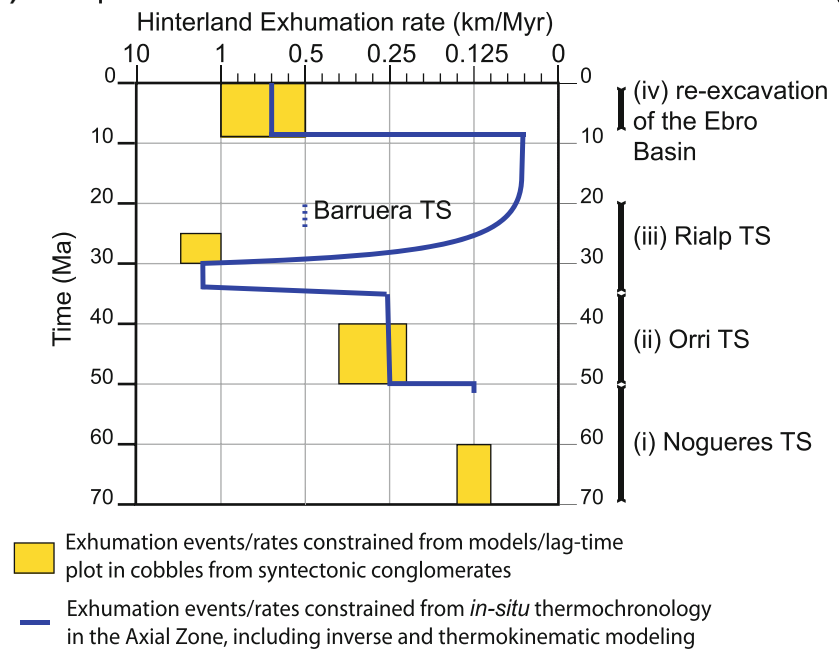 Hinterland Exhumation rate (km/Myr)
10 1 0.5 0.25 0.125 0
Time (Ma)
0 0
10 10
20 20
30 30
40 40
50 50
60 60
70 70
Barruera TS
(iv) re-excavation
of the Ebro
Basin
(iii) Rialp TS
(ii) Orri TS
(i) Nogueres TS
Exhumation events/rates constrained from models/lag-time
plot in cobbles from syntectonic conglomerates
Exhumation events/rates constrained from in-situ thermochronology
in the Axial Zone, including inverse and thermokinematic modeling